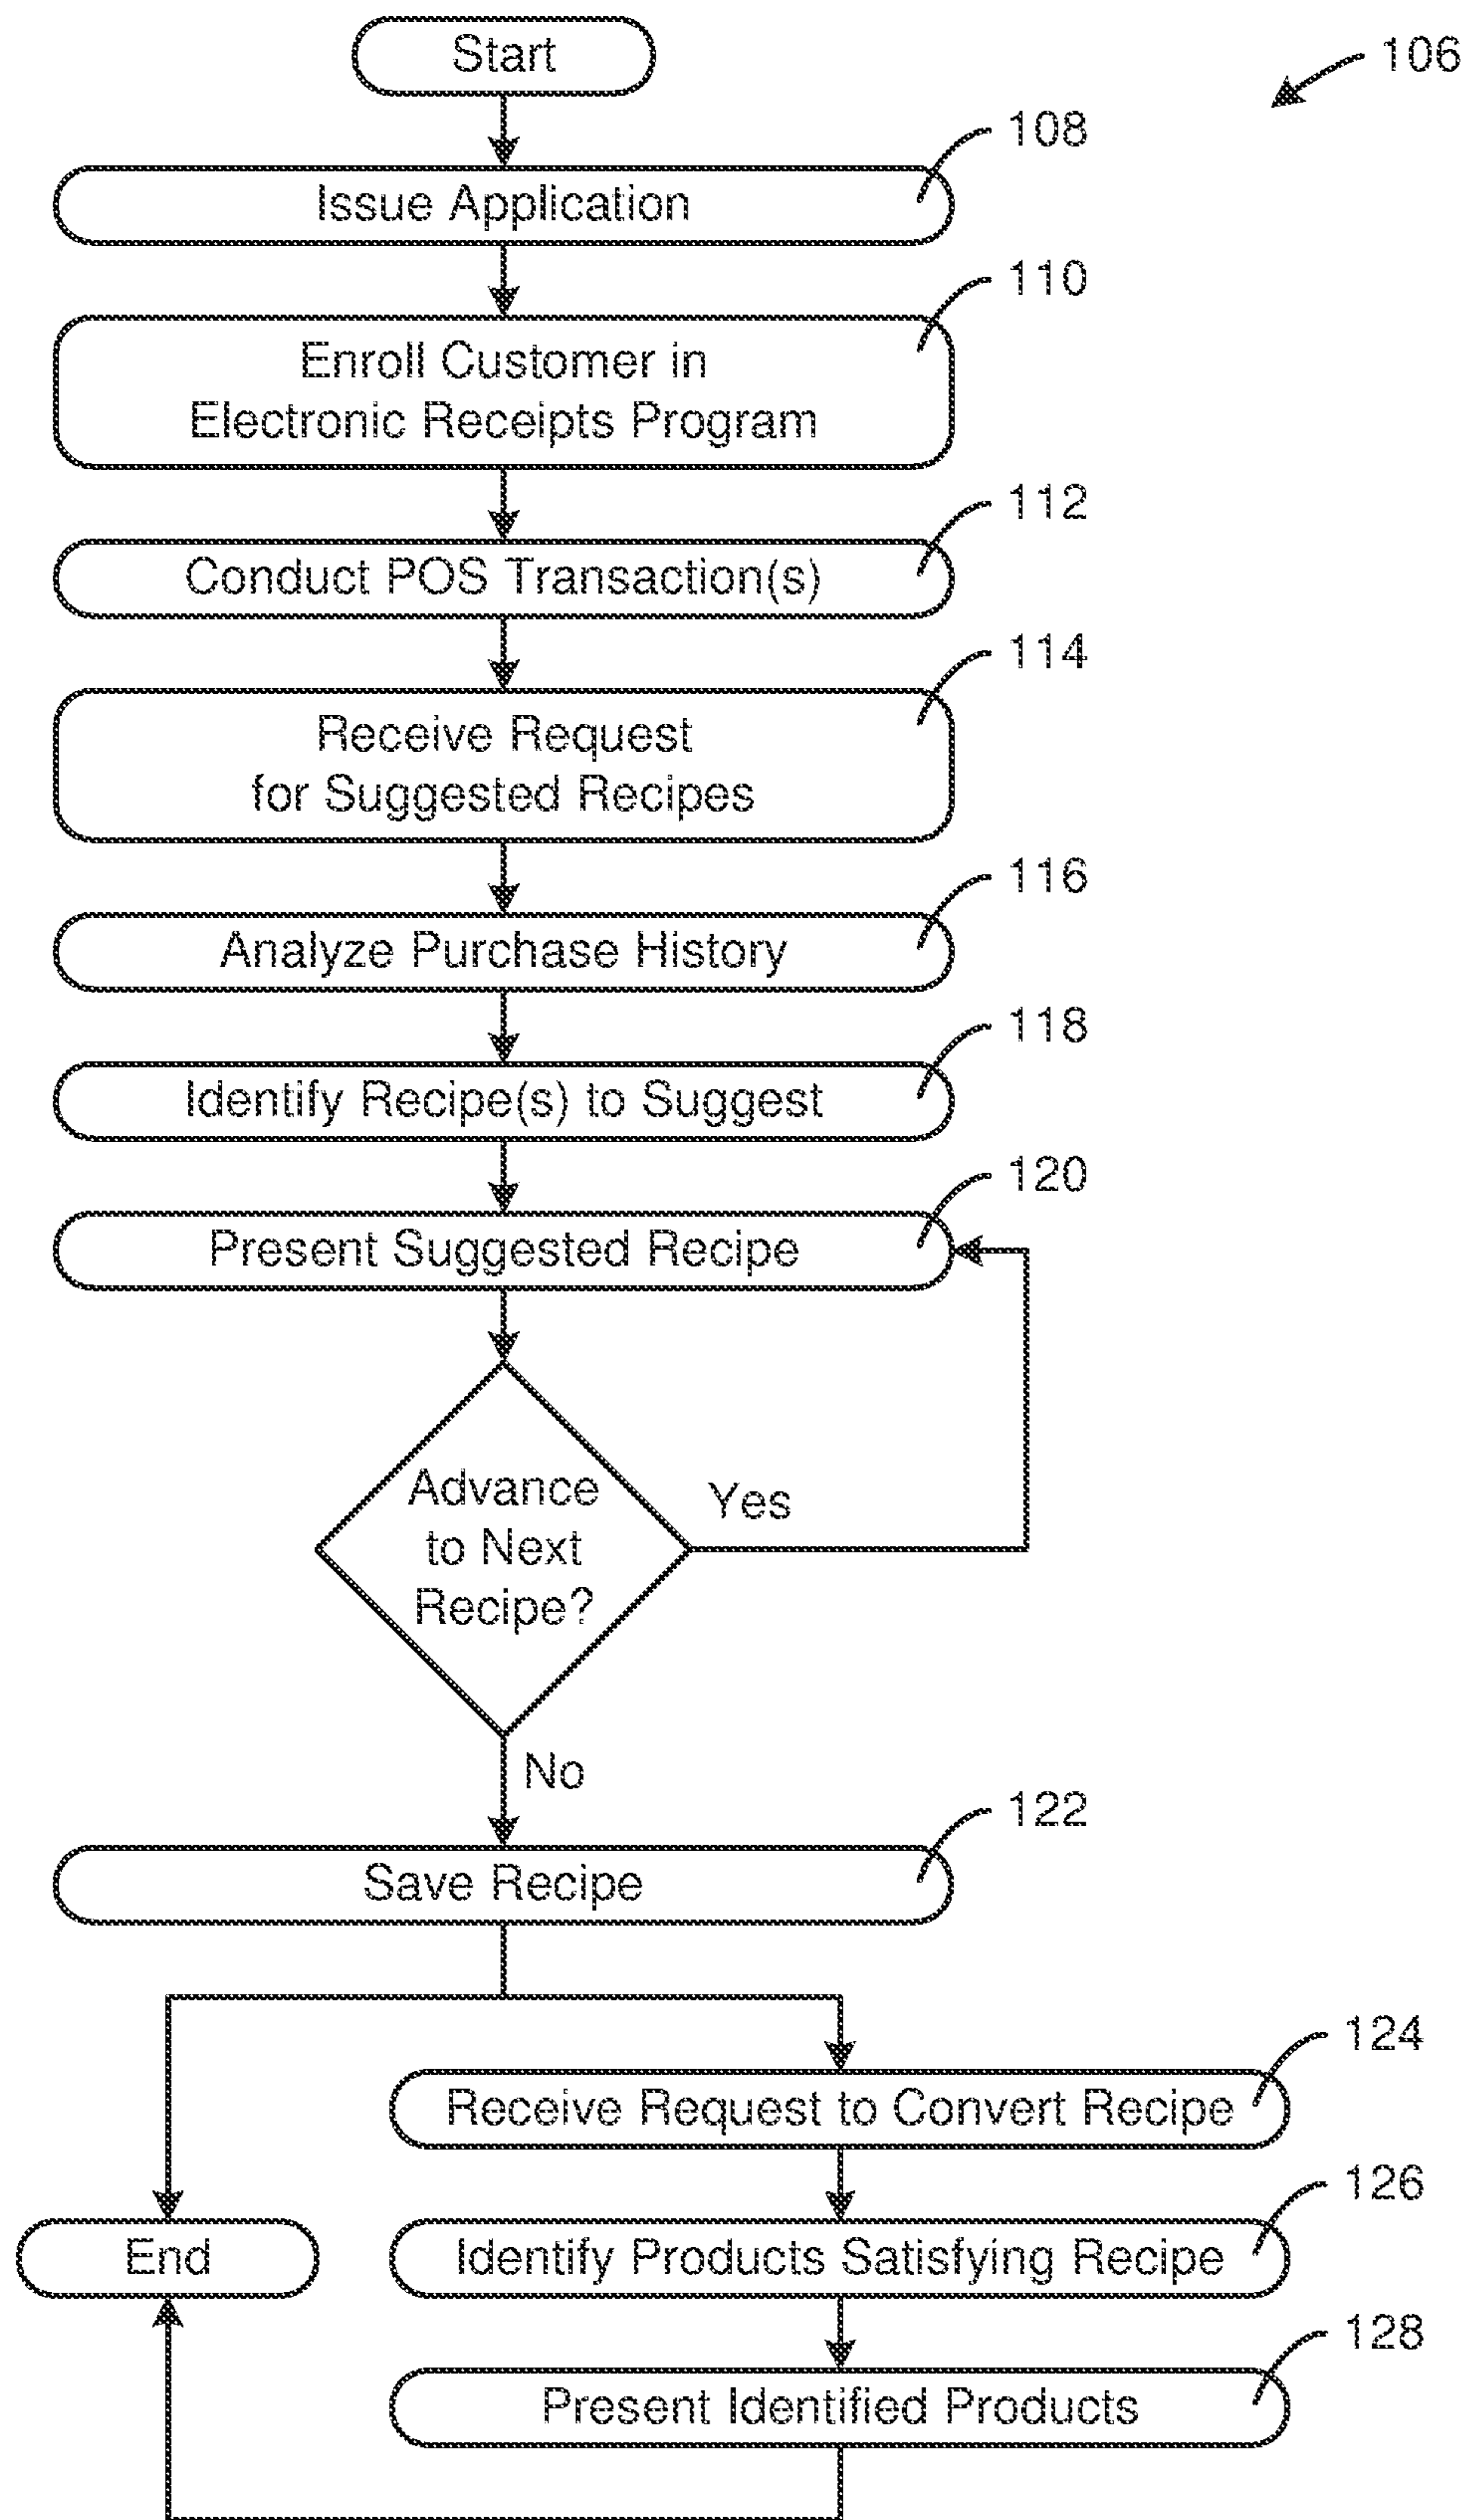 Start
106
108
Issue Application
110
Enroll Customer in
Electronic Receipts Program
112
Conduct POS Transaction(s)
114
Receive Request
for Suggested Recipes
116
Analyze Purchase History
118
Identify Recipe(s) to Suggest
120
Present Suggested Recipe
Advance
to Next
Recipe?
Yes
No
122
Save Recipe
124
Receive Request to Convert Recipe
126
End
Identify Products Satisfying Recipe
128
Present Identified Products